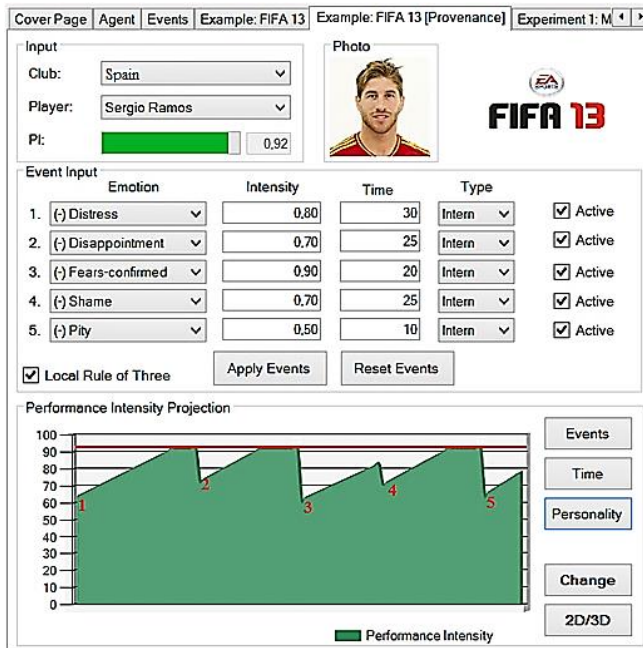 Cover Page Agent Events Example: FIFA 13 Example: FIFA 13 [Provenance] Experiment 1: M
Input
Photo
Club: Spain
Player: Sergio Ramos
PI: 0,92
EA
SPORTS
FIFA 13
Event Input
Emotion Intensity Time Type
1. (-) Distress 0,80 30 Intern Active
2. (-) Disappointment 0,70 25 Intern Active
3. (-) Fears-confirmed 0,90 20 Intern Active
4. (-) Shame 0,70 25 Intern Active
5. (-) Pity 0,50 10 Intern Active
Local Rule of Three Apply Events Reset Events
Performance Intensity Projection
100
90
80
70
60
50
40
30
20
10
0
1
2
3
4
5
Performance Intensity
Events
Time
Personality
Change
2D/3D